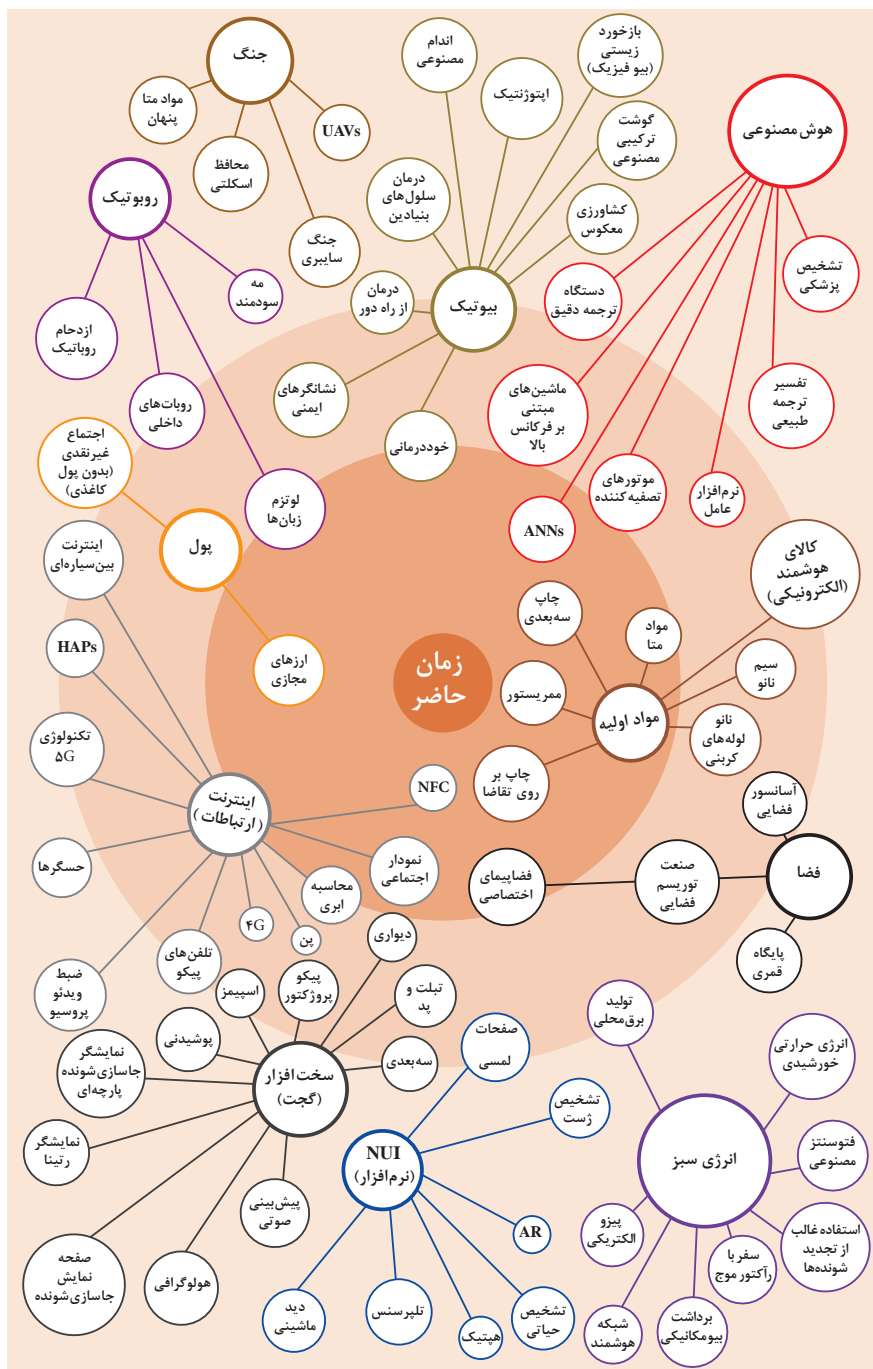 جنگ
مواد متا
پنهان
محافظ
اسکلتی
جنگ
سایبری
UAVs
روبوتیک
مه
سودمند
ازدحام
روباتیک
روبات‌های
داخلی
لوتزم
زبان‌ها
اندام
مصنوعی
اپتوژنتیک
بازخورد
زیستی
(بیو فیزیک)
گوشت
ترکیبی
مصنوعی
کشاورزی
معکوس
درمان
سلول‌های
بنیادین
بیوتیک
درمان
از راه دور
نشانگرهای
ایمنی
خوددرمانی
هوش مصنوعی
تشخیص
پزشکی
دستگاه
ترجمه دقیق
تفسیر
ترجمه
طبیعی
ماشین‌های
مبتنی
بر فرکانس
بالا
موتورهای
تصفیه‌کننده
نرم‌افزار
عامل
ANNs
اجتماع
غیرنقدی
(بدون پول
کاغذی)
پول
ارزهای
مجازی
زمان
حاضر
کالای
هوشمند
(الکترونیکی)
چاپ
سه‌بعدی
مواد
متا
سیم
نانو
ممریستور
مواد اولیه
نانو
لوله‌های
کربنی
چاپ بر
روی تقاضا
اینترنت
بین‌سیاره‌ای
HAPs
تکنولوژی
۵G
اینترنت
(ارتباطات)
NFC
حسگرها
نمودار
اجتماعی
محاسبه
ابری
۴G
پن
تلفن‌های
پیکو
ضبط
ویدئو
پروسیو
آسانسور
فضایی
فضا
صنعت
توریسم
فضایی
فضاپیمای
اختصاصی
پایگاه
قمری
دیواری
پیکو
پروژکتور
اسپیمز
تبلت و
پد
پوشیدنی
سه‌بعدی
سخت‌افزار
(گجت)
نمایشگر
جاسازی‌شونده
پارچه‌ای
نمایشگر
رتینا
پیش‌بینی
صوتی
هولوگرافی
صفحه
نمایش
جاسازی‌شونده
صفحات
لمسی
تشخیص
ژست
NUI
(نرم‌افزار)
AR
دید
ماشینی
تلپرسنس
هپتیک
تشخیص
حیاتی
تولید
برق‌محلی
انرژی حرارتی
خورشیدی
انرژی سبز
فتوسنتز
مصنوعی
پیزو
الکتریکی
استفاده غالب
از تجدید
شونده‌ها
سفر با
رآکتور موج
برداشت
بیومکانیکی
شبکه
هوشمند